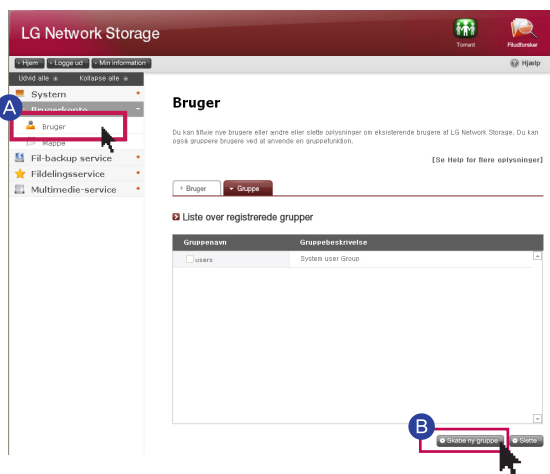 LG Network Storage
Torrent
Filudforsker
Hjem
Logge ud
Min information
Hjælp
Udvid alle
Kollapse alle
System
A
Brugerkonto
Bruger
Mappe
Fil-backup service
Fildelingsservice
Multimedie-service
Bruger
Du kan tilføje nye brugere eller ændre eller slette oplysninger om eksisterende brugere af LG Network Storage. Du kan
også gruppere brugere ved at anvende en gruppefunktion.
[Se Help for flere oplysninger]
Bruger
Gruppe
Liste over registrerede grupper
Gruppenavn
Gruppebeskrivelse
users
System user Group
B
Skabe ny gruppe
Slette